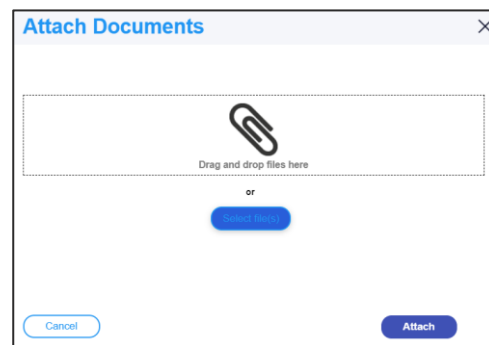 Attach Documents
Drag and drop files here
or
Select file(s)
Cancel
Attach